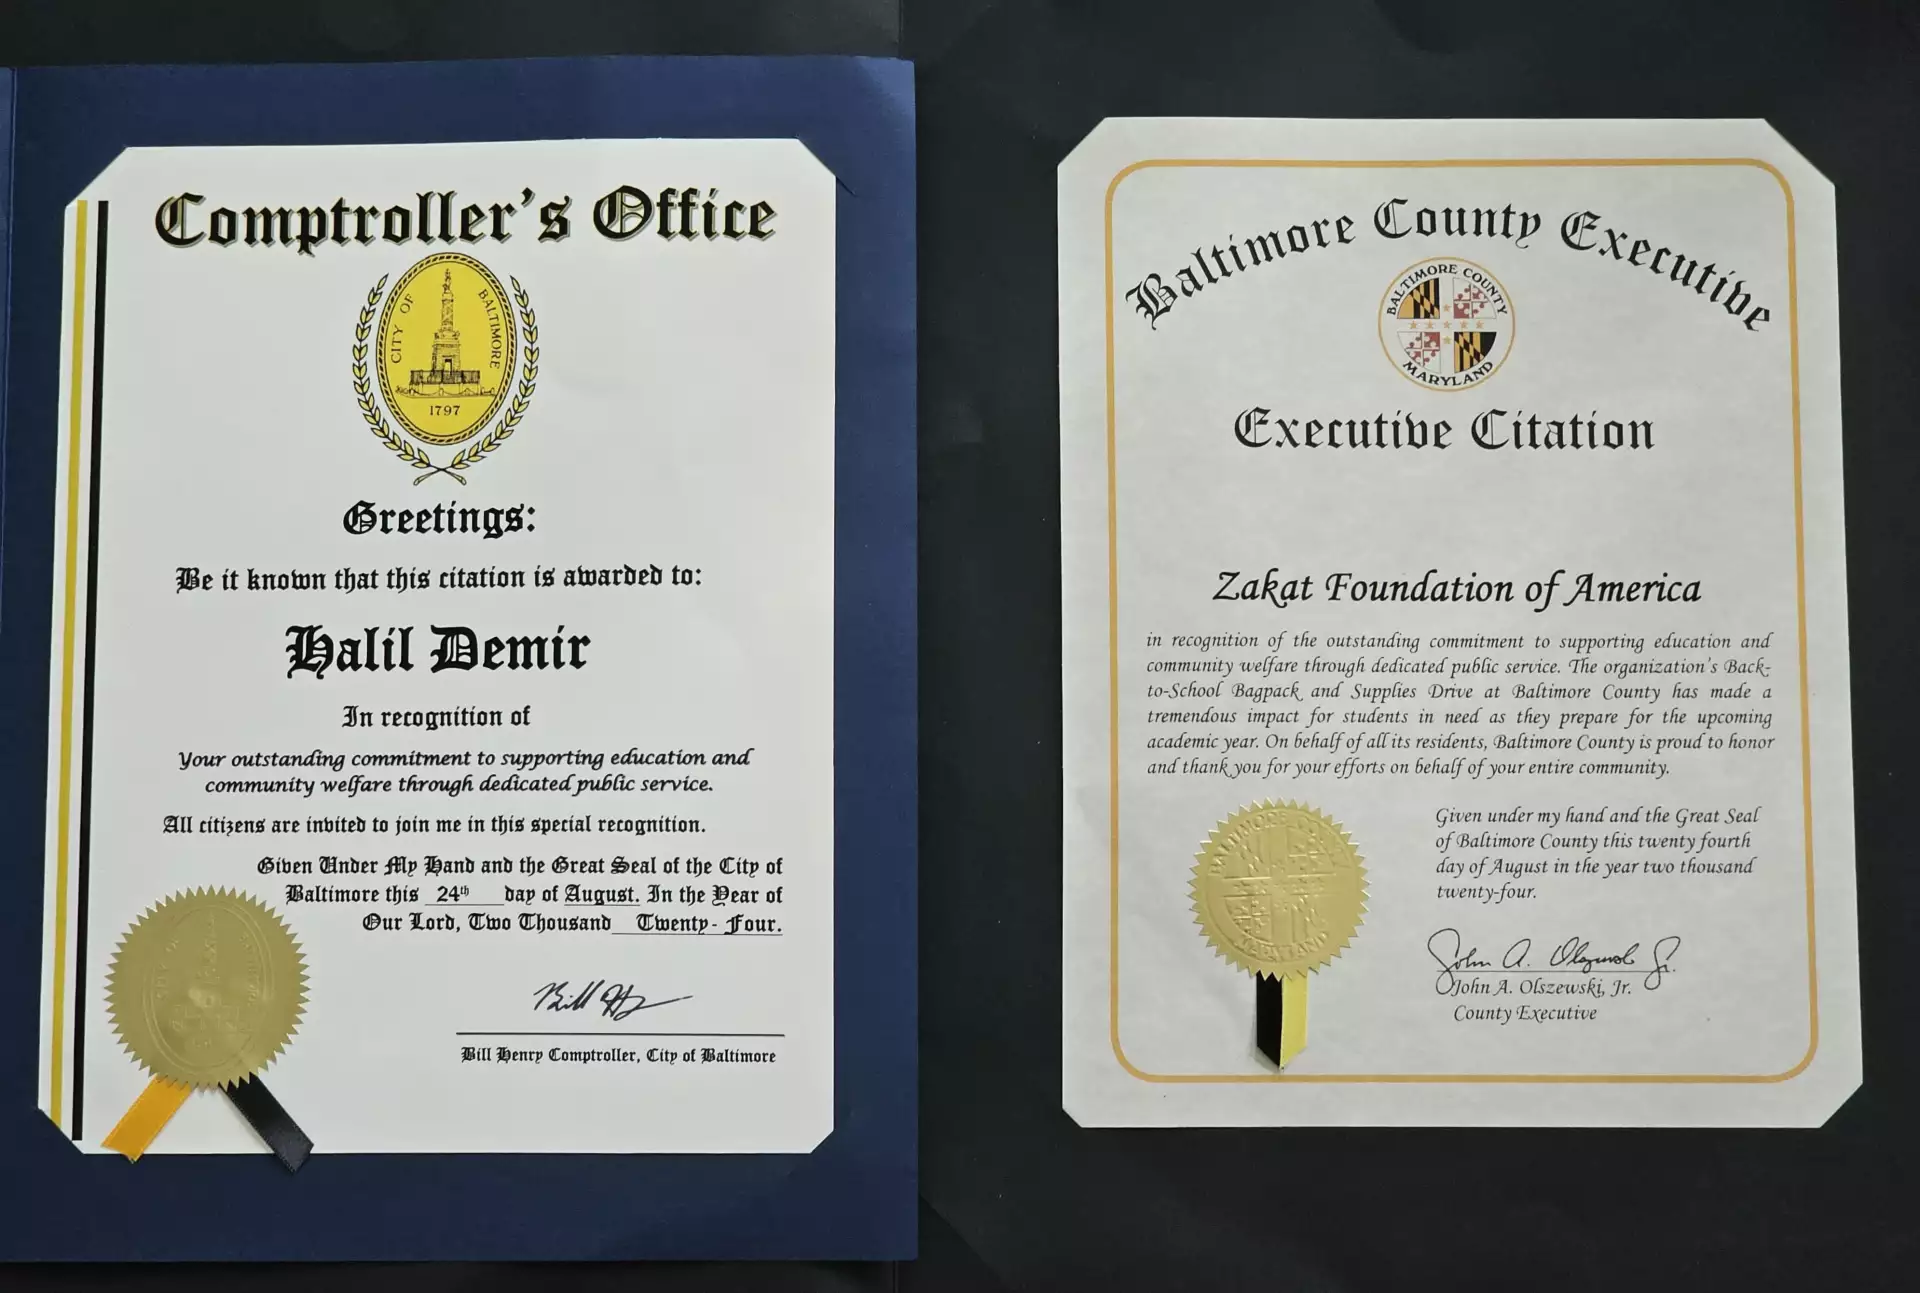 Comptroller's Office
CITY OF BALTIMORE
1797
Greetings:
Be it known that this citation is awarded to:
Halil Demir
In recognition of
Your outstanding commitment to supporting education and
community welfare through dedicated public service.
All citizens are invited to join me in this special recognition.
Given Under My Hand and the Great Seal of the City of
Baltimore this 24th day of August. In the Year of
Our Lord, Two Thousand Twenty- Four.
Bill Henry Comptroller, City of Baltimore
Baltimore County Executive
BALTIMORE COUNTY
MARYLAND
Executive Citation
Zakat Foundation of America
in recognition of the outstanding commitment to supporting education and
community welfare through dedicated public service. The organization's Back-
to-School Bagpack and Supplies Drive at Baltimore County has made a
tremendous impact for students in need as they prepare for the upcoming
academic year. On behalf of all its residents, Baltimore County is proud to honor
and thank you for your efforts on behalf of your entire community.
BALTIMORE COUNTY
MARYLAND
Given under my hand and the Great Seal
of Baltimore County this twenty fourth
day of August in the year two thousand
twenty-four.
John A. Olszewski, Jr.
County Executive